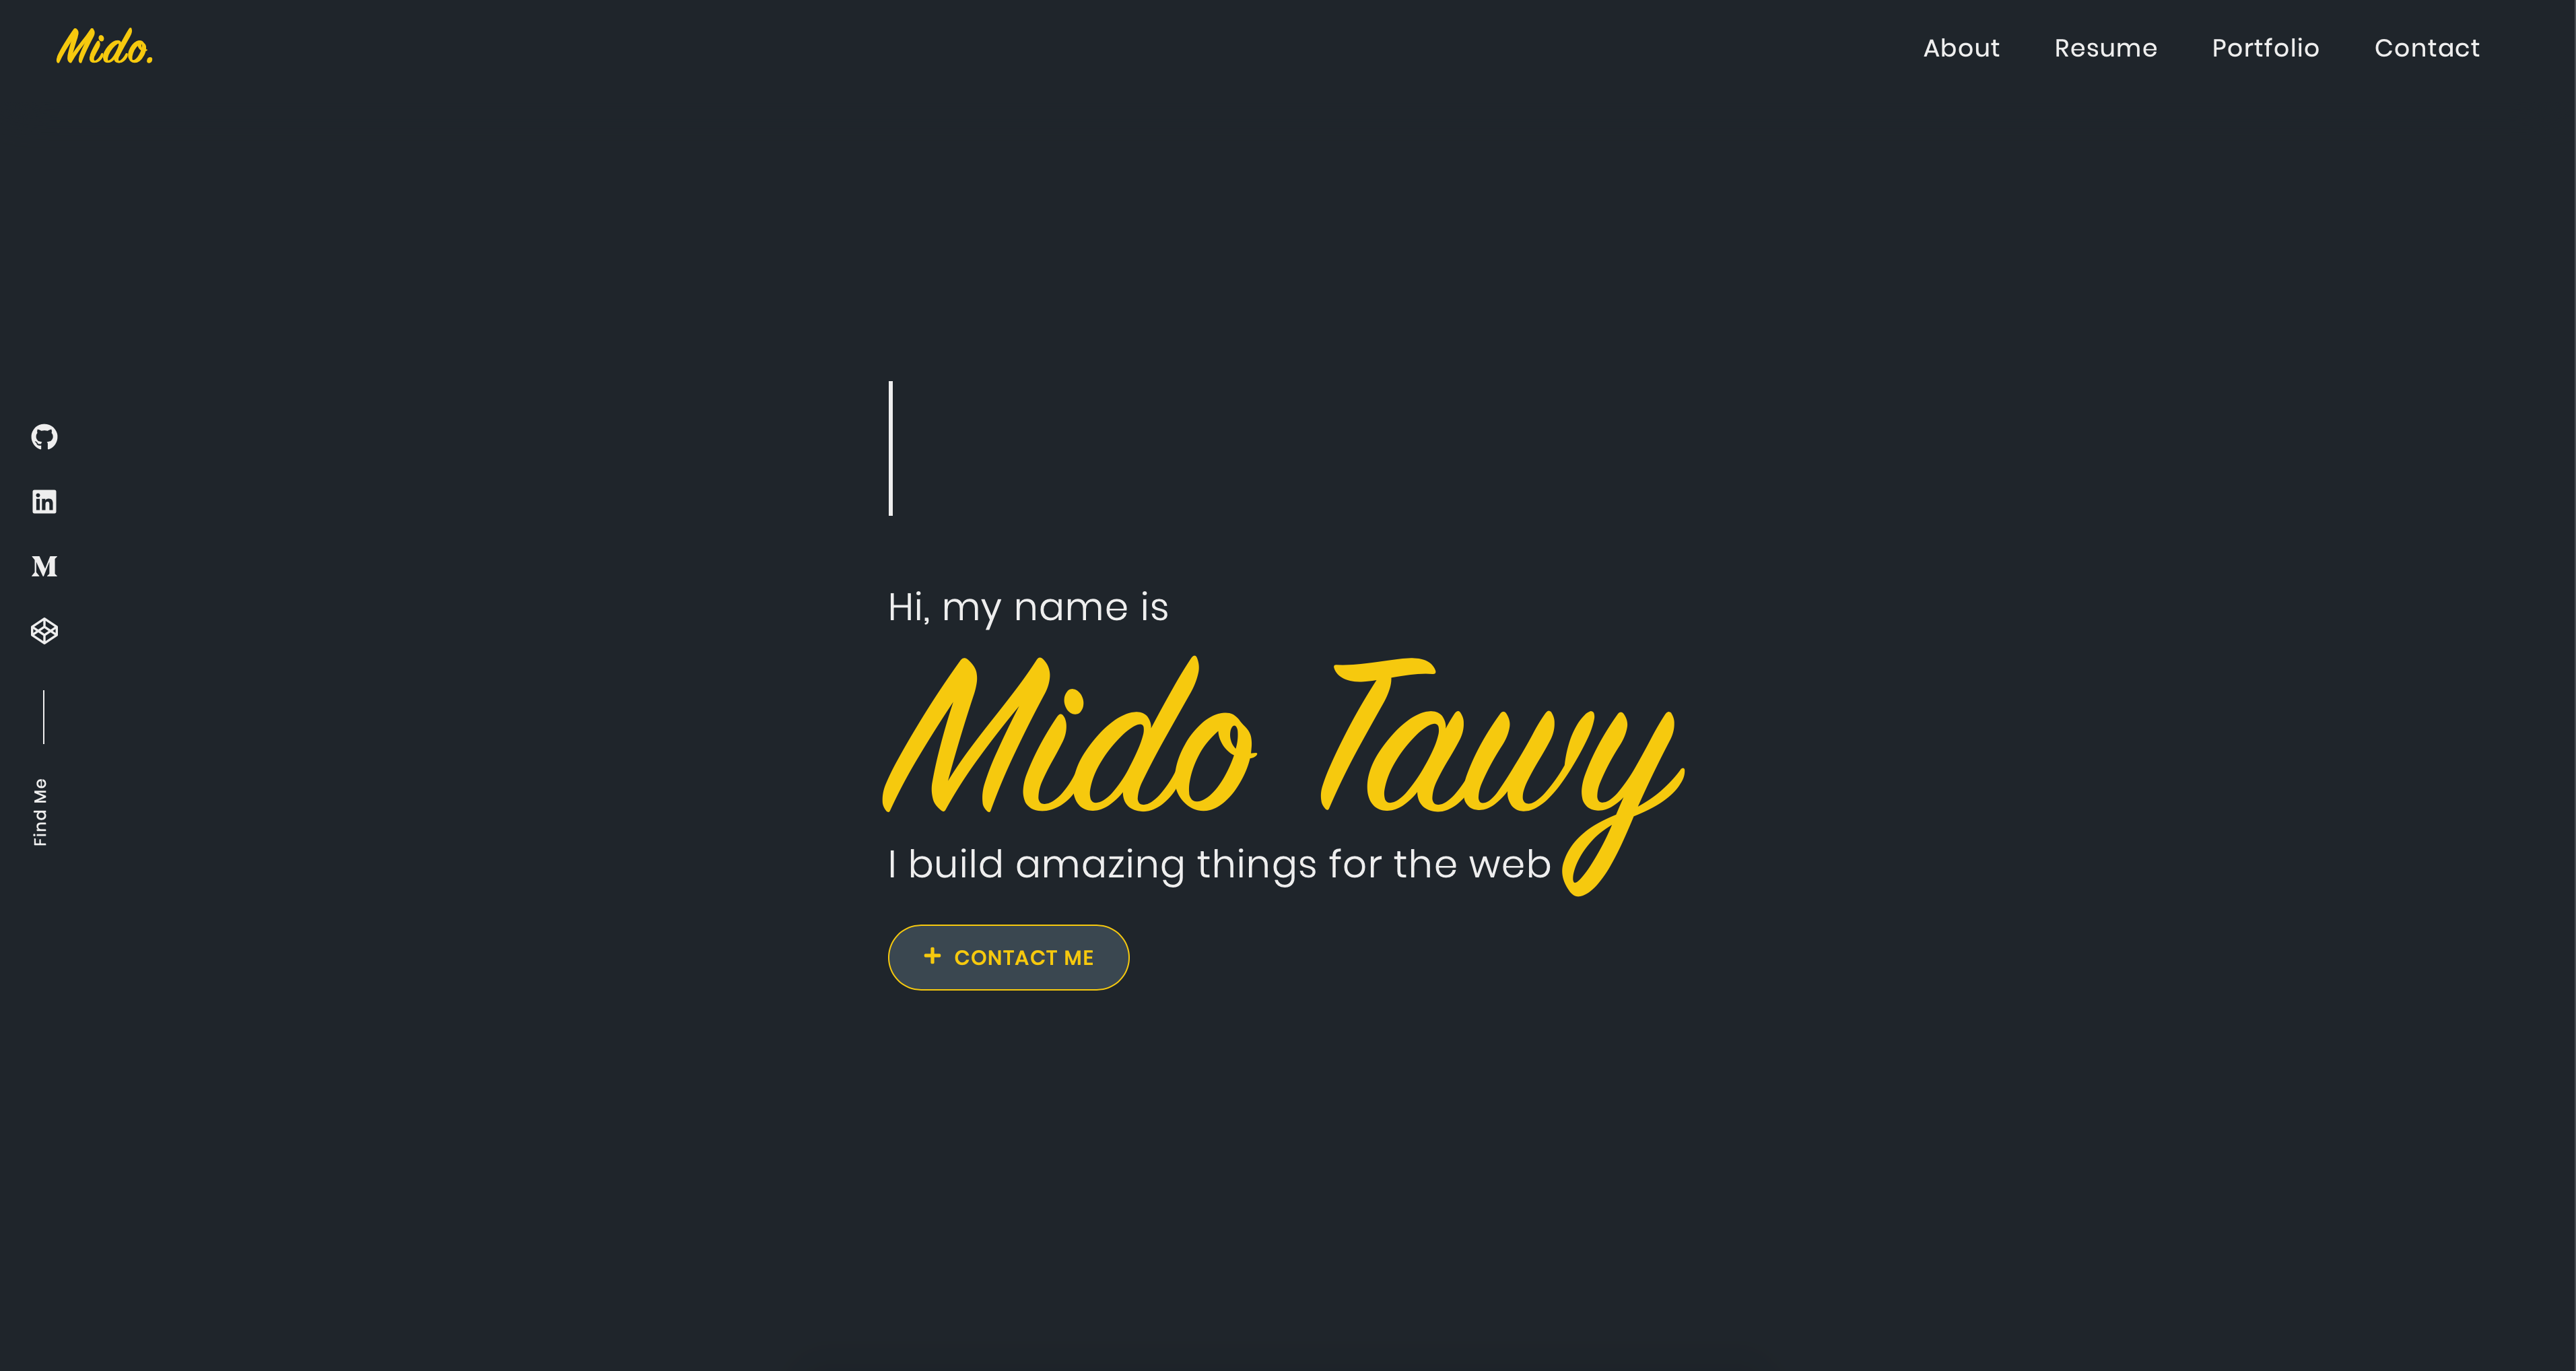 Mido.
About Resume Portfolio Contact
Hi, my name is
Mido Tawy
I build amazing things for the web
+ CONTACT ME
in
M
Find Me